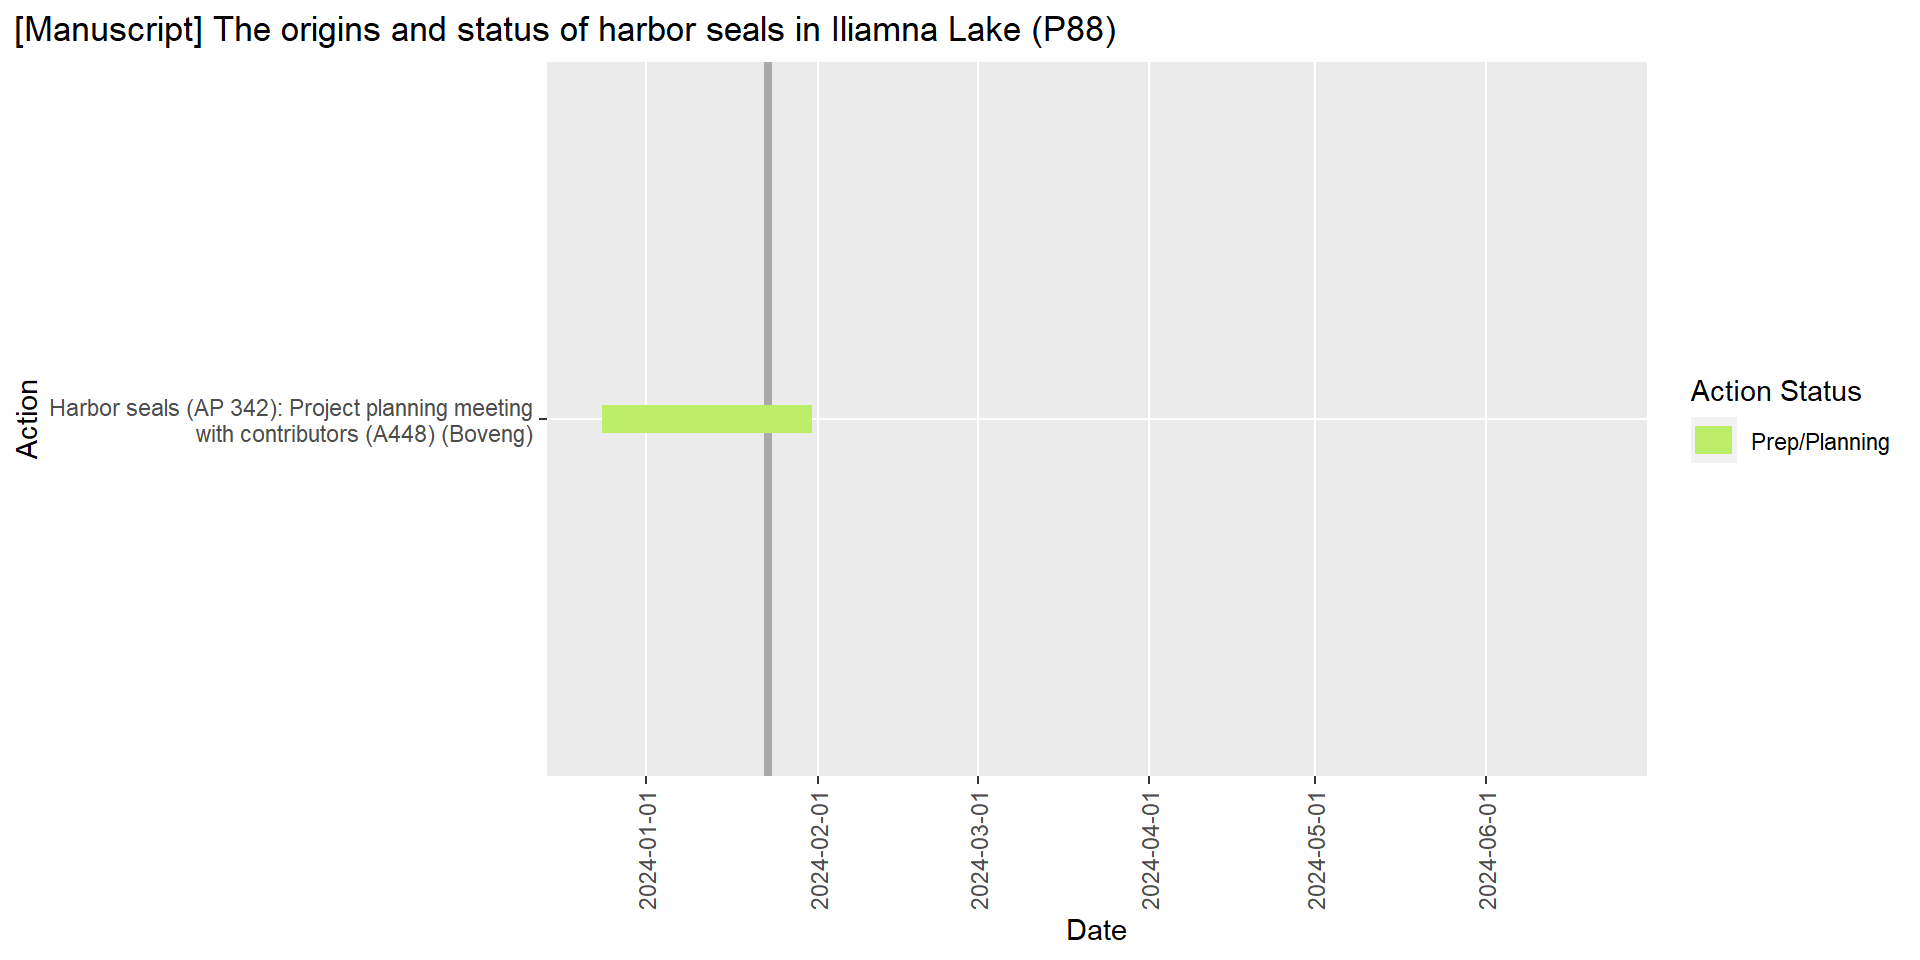 [Manuscript] The origins and status of harbor seals in Iliamna Lake (P88)
Action
Harbor seals (AP 342): Project planning meeting
with contributors (A448) (Boveng)
Action Status
Prep/Planning
2024-01-01
2024-02-01
2024-03-01
2024-04-01
2024-05-01
2024-06-01
Date